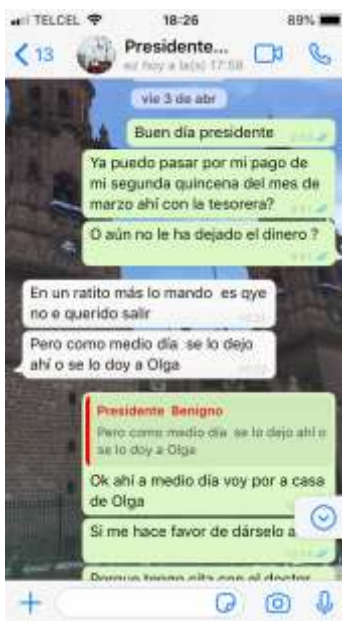 TELCEL 18:26 89%
13 Presidente...
ez hoy a la(s) 17:58
vie 3 de abr
Buen día presidente
Ya puedo pasar por mi pago de
mi segunda quincena del mes de
marzo ahí con la tesorera?
O aún no le ha dejado el dinero ?
En un ratito más lo mando es qye
no e querido salir
Pero como medio día se lo dejo
ahí o se lo doy a Olga
Presidente Benigno
Pero como medio día se lo dejo ahí o
se lo doy a Olga
Ok ahí a medio día voy por a casa
de Olga
Si me hace favor de dárselo a
Porque tengo cita con el doctor